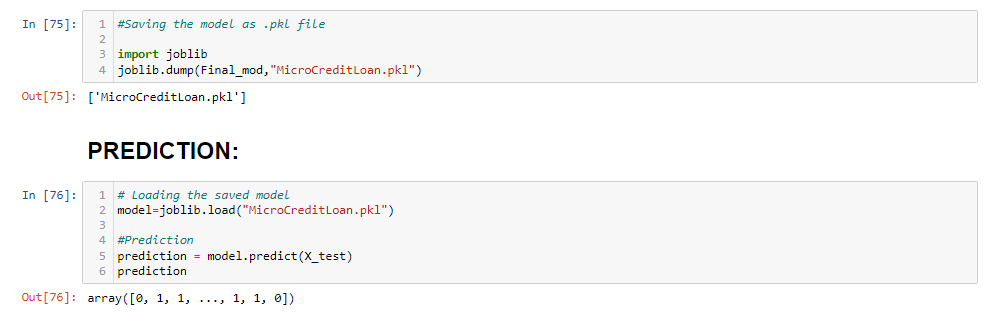 In [75]:
1 #Saving the model as .pkl file
2
3 import joblib
4 joblib.dump(Final_mod,"MicroCreditLoan.pkl")
Out[75]: ['MicroCreditLoan.pkl']
PREDICTION:
In [76]:
1 # Loading the saved model
2 model=joblib.load("MicroCreditLoan.pkl")
3
4 #Prediction
5 prediction = model.predict(X_test)
6 prediction
Out[76]: array([0, 1, 1, ..., 1, 1, 0])